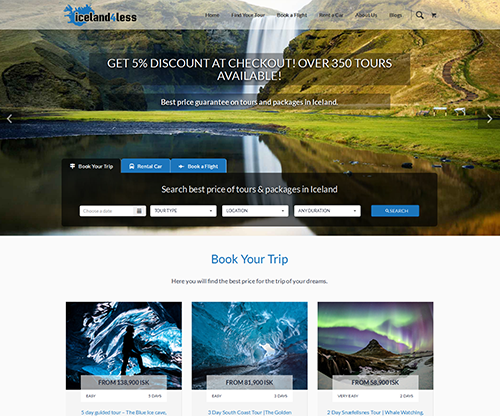 iceland4less
Home Find Your Tour Book a Flight Rent a Car About Us Blogs
GET 5% DISCOUNT AT CHECKOUT! OVER 350 TOURS
AVAILABLE!
Best price guarantee on tours and packages in Iceland.
Book Your Trip Rental Car Book a Flight
Search best price of tours & packages in Iceland
Choose a date TOUR TYPE LOCATION ANY DURATION SEARCH
Book Your Trip
Here you will find the best price for the trip of your dreams.
FROM 138,900 ISK FROM 81,900 ISK FROM 58,900 ISK
EASY 5 DAYS EASY 3 DAYS VERY EASY 2 DAYS
5 day guided tour – The Blue Ice cave, 3 Day South Coast Tour | The Golden 2 Day Snæfellsnes Tour | Whale Watching,